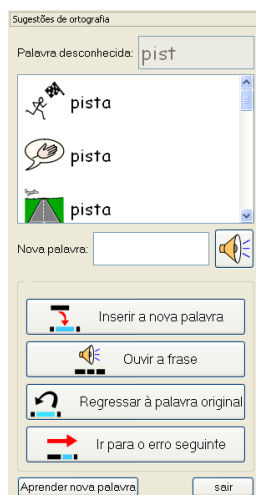 Sugestões de ortografia
Palavra desconhecida: pist
pista
pista
pista
Nova palavra:
Inserir a nova palavra
Ouvir a frase
Regressar à palavra original
Ir para o erro seguinte
Aprender nova palavra sair